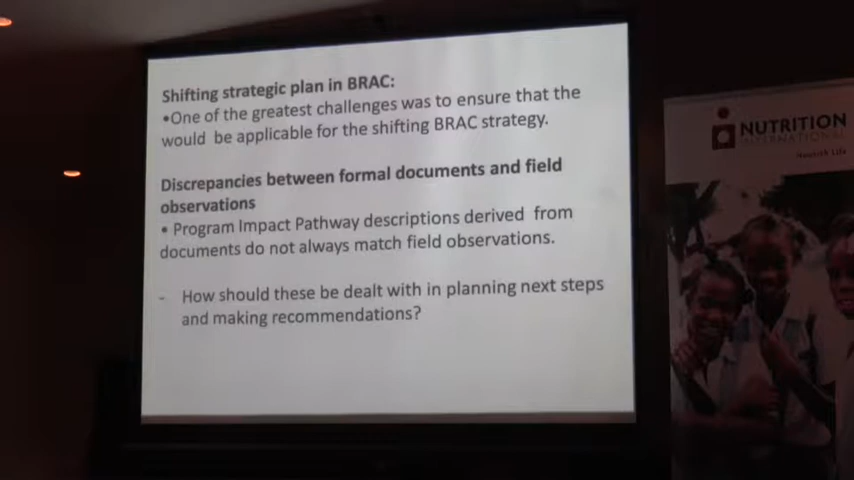 Shifting strategic plan in BRAC:
•One of the greatest challenges was to ensure that the
would be applicable for the shifting BRAC strategy.
Discrepancies between formal documents and field
observations
• Program Impact Pathway descriptions derived from
documents do not always match field observations.
- How should these be dealt with in planning next steps
and making recommendations?
NUTRITION
INTERNATIONAL
Nourish Life